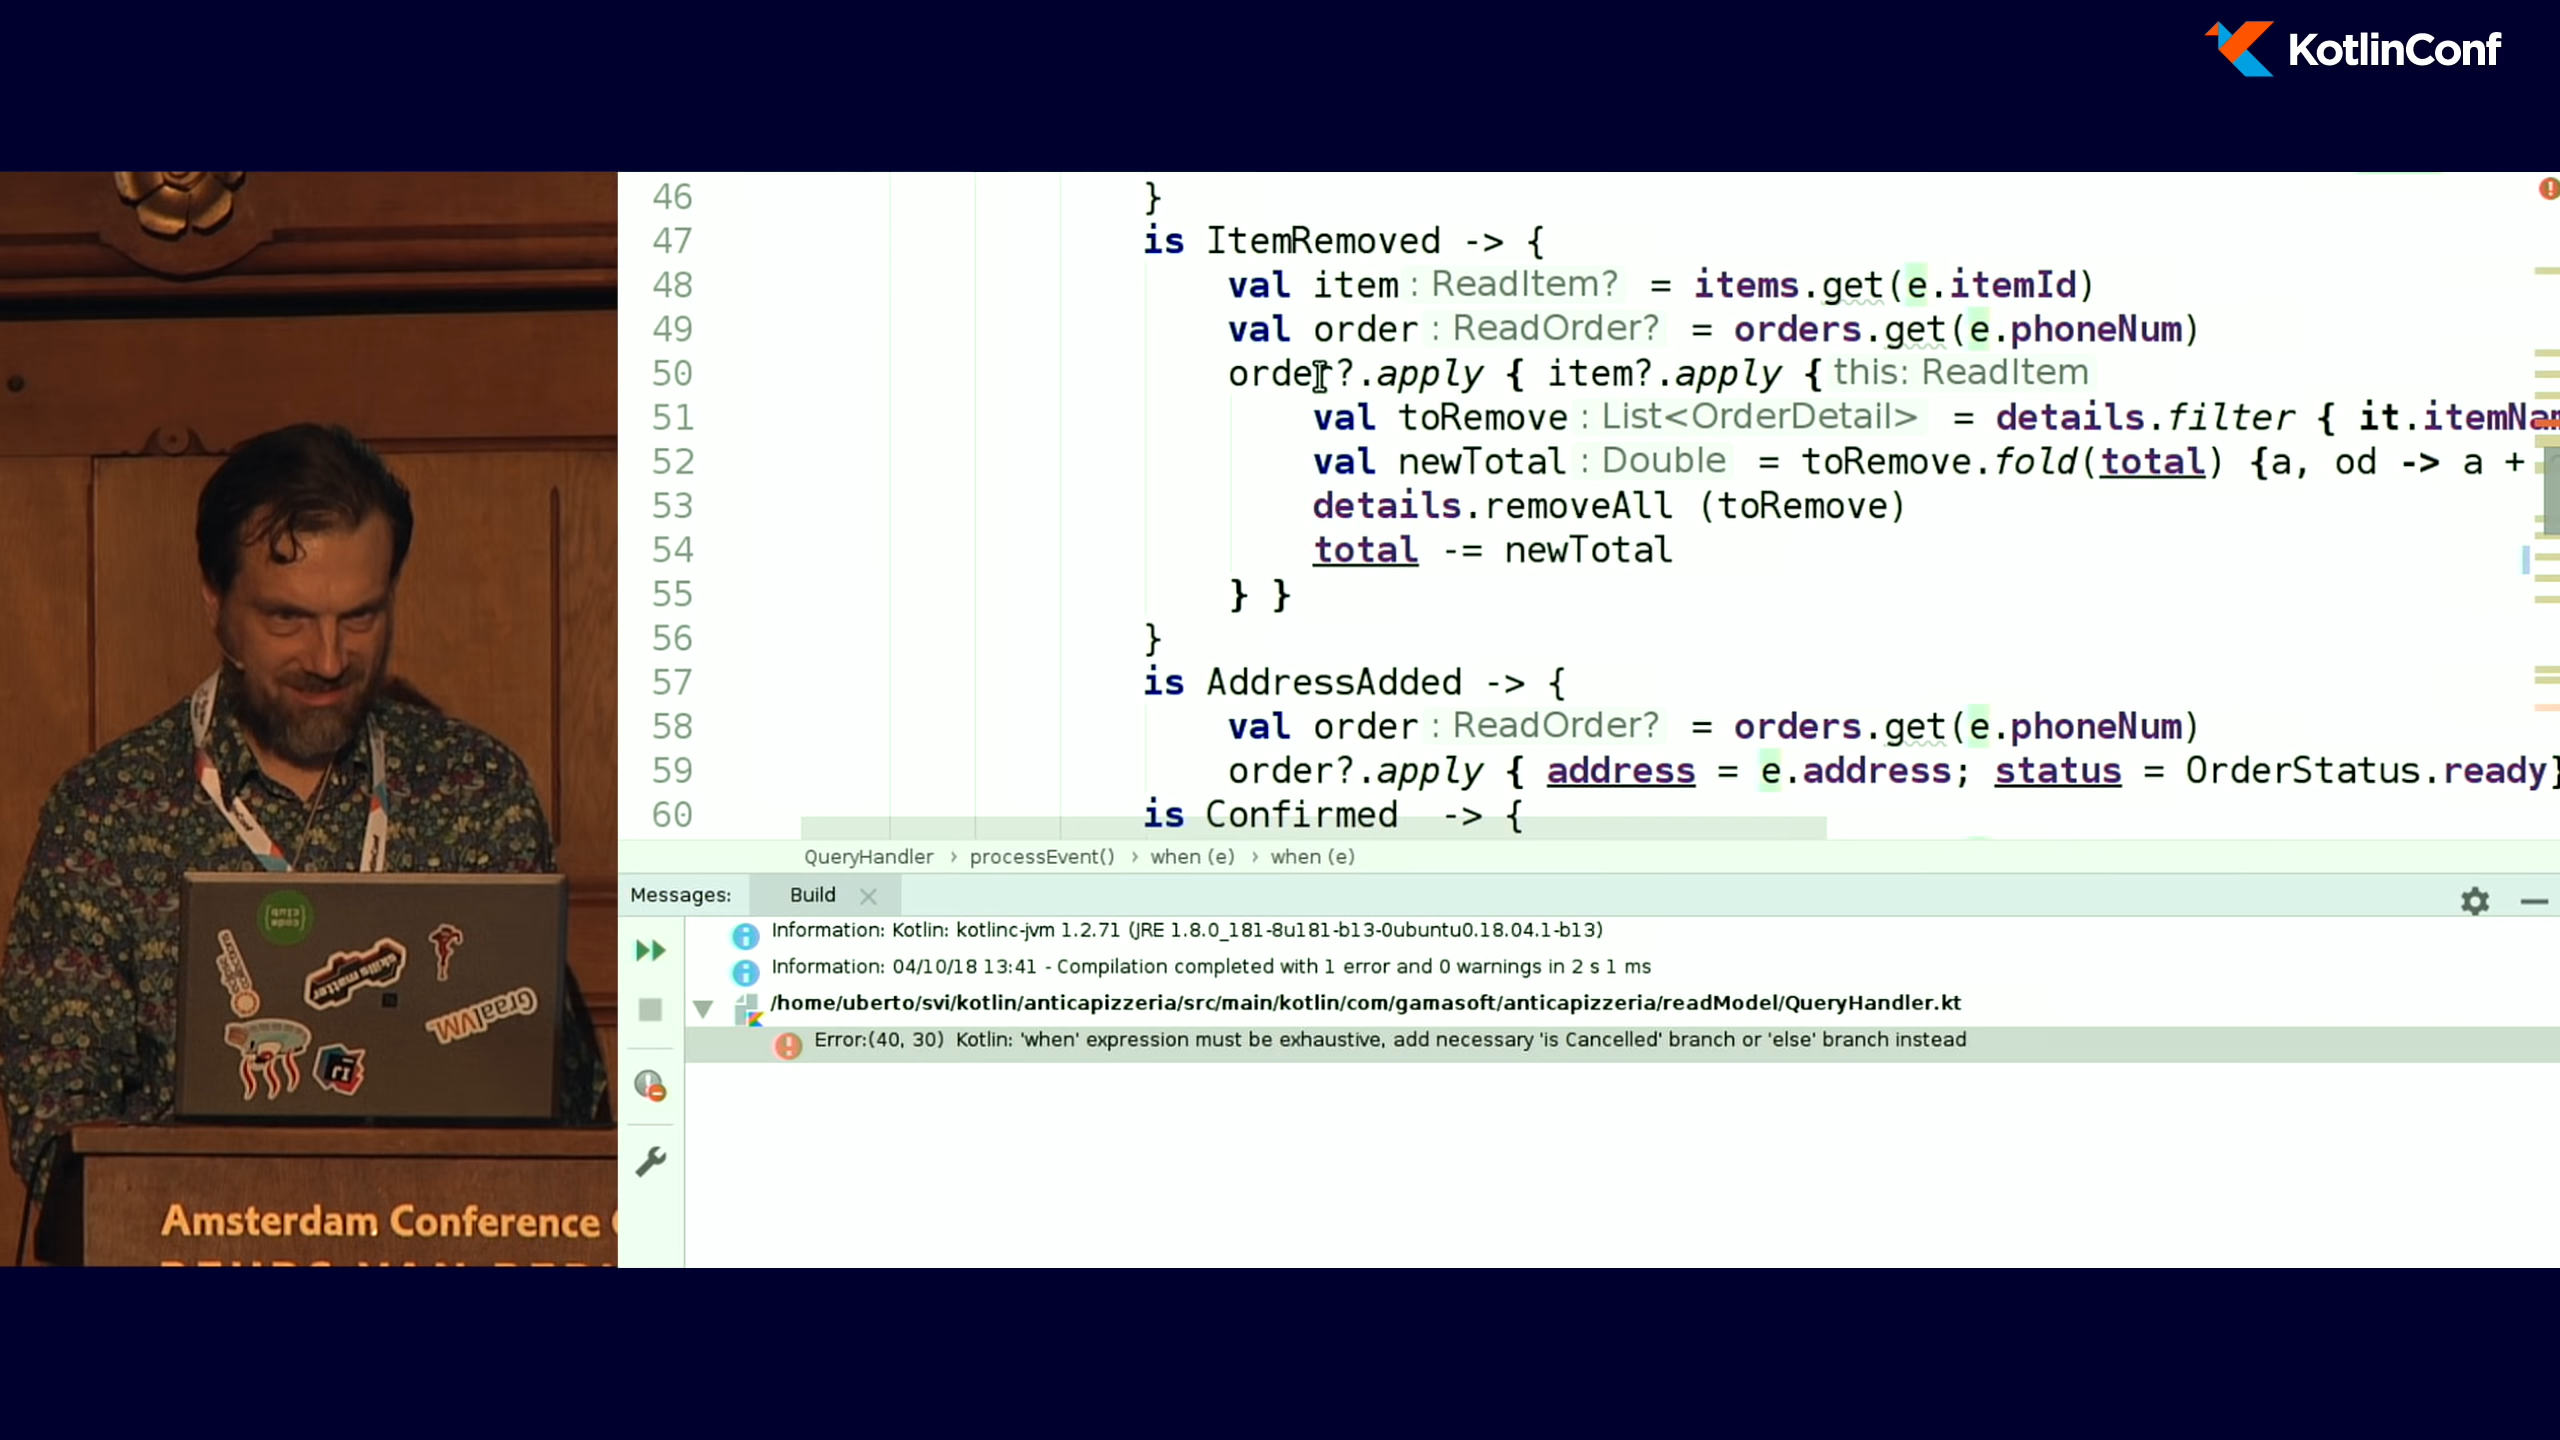 KotlinConf
46 }
47 is ItemRemoved -> {
48 val item : ReadItem? = items.get(e.itemId)
49 val order : ReadOrder? = orders.get(e.phoneNum)
50 order?.apply { item?.apply { this: ReadItem
51 val toRemove : List<OrderDetail> = details.filter { it.itemNam
52 val newTotal : Double = toRemove.fold(total) {a, od -> a +
53 details.removeAll (toRemove)
54 total -= newTotal
55 } }
56 }
57 is AddressAdded -> {
58 val order : ReadOrder? = orders.get(e.phoneNum)
59 order?.apply { address = e.address; status = OrderStatus.ready}
60 is Confirmed -> {
QueryHandler › processEvent() › when (e) › when (e)
Messages: Build
Information: Kotlin: kotlinc-jvm 1.2.71 (JRE 1.8.0_181-8u181-b13-0ubuntu0.18.04.1-b13)
Information: 04/10/18 13:41 - Compilation completed with 1 error and 0 warnings in 2 s 1 ms
/home/uberto/svi/kotlin/anticapizzeria/src/main/kotlin/com/gamasoft/anticapizzeria/readModel/QueryHandler.kt
Error:(40, 30) Kotlin: 'when' expression must be exhaustive, add necessary 'is Cancelled' branch or 'else' branch instead
code
club
skills matter
GraalVM
Amsterdam Conference